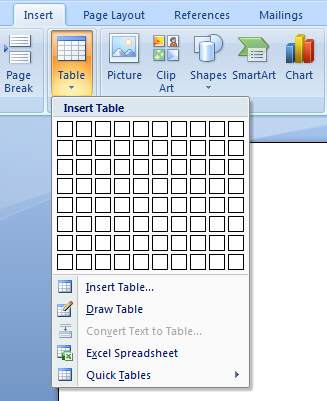 Insert Page Layout References Mailings
Page Break
Table
Picture
Clip Art
Shapes
SmartArt
Chart
Insert Table
Insert Table...
Draw Table
Convert Text to Table...
Excel Spreadsheet
Quick Tables